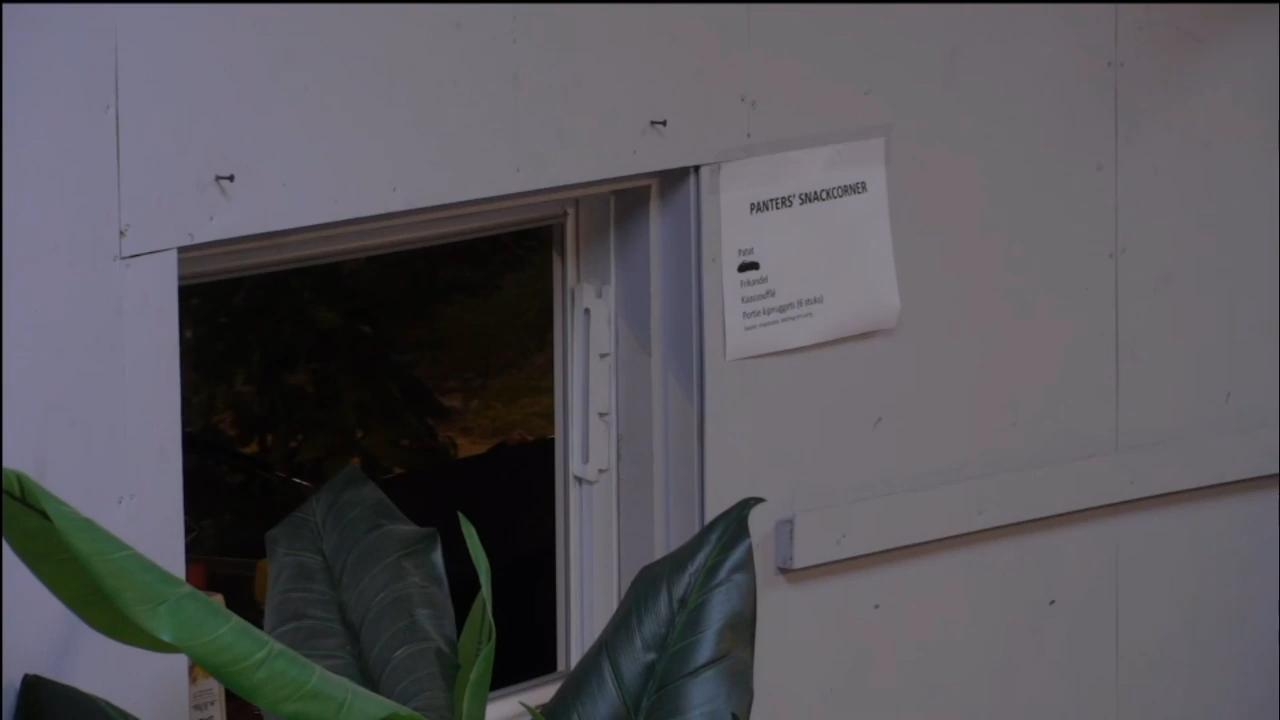 PANTERS' SNACKCORNER
Patat
Frikandel
Kaassoufflé
Portie kipnuggets (6 stuks)